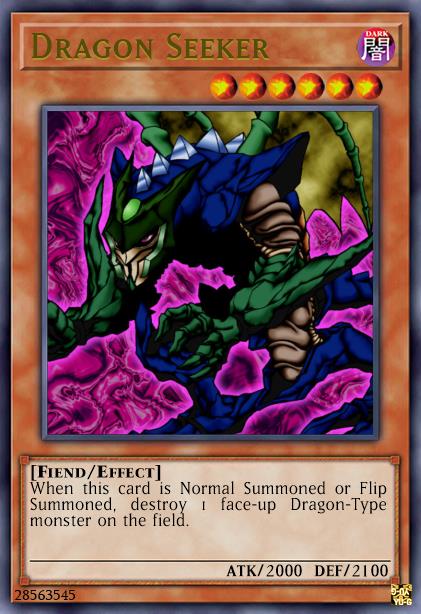 DRAGON SEEKER
DARK
闇
[FIEND/EFFECT]
When this card is Normal Summoned or Flip
Summoned, destroy 1 face-up Dragon-Type
monster on the field.
ATK/2000 DEF/2100
28563545